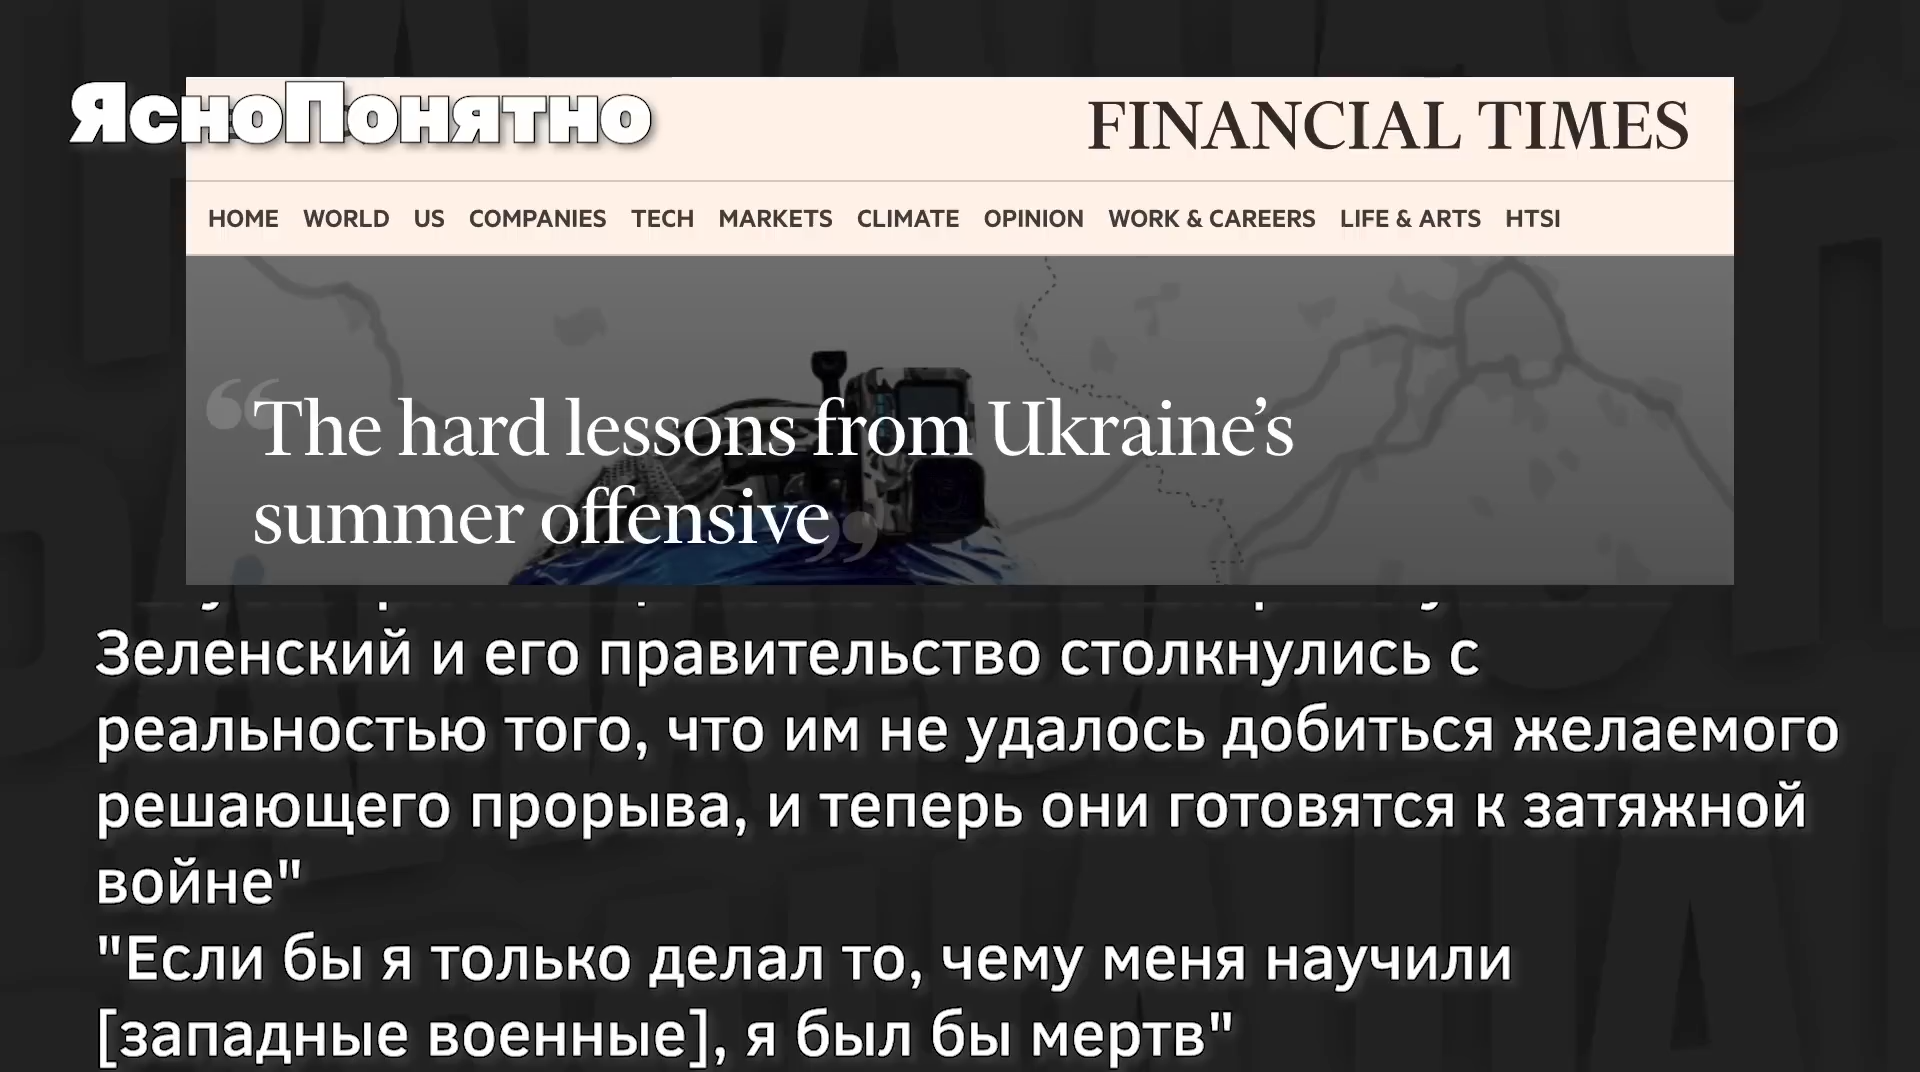 ЯсноПонятно
FINANCIAL TIMES
HOME WORLD US COMPANIES TECH MARKETS CLIMATE OPINION WORK & CAREERS LIFE & ARTS HTSI
“The hard lessons from Ukraine’s
summer offensive”
Зеленский и его правительство столкнулись с
реальностью того, что им не удалось добиться желаемого
решающего прорыва, и теперь они готовятся к затяжной
войне"
"Если бы я только делал то, чему меня научили
[западные военные], я был бы мертв"